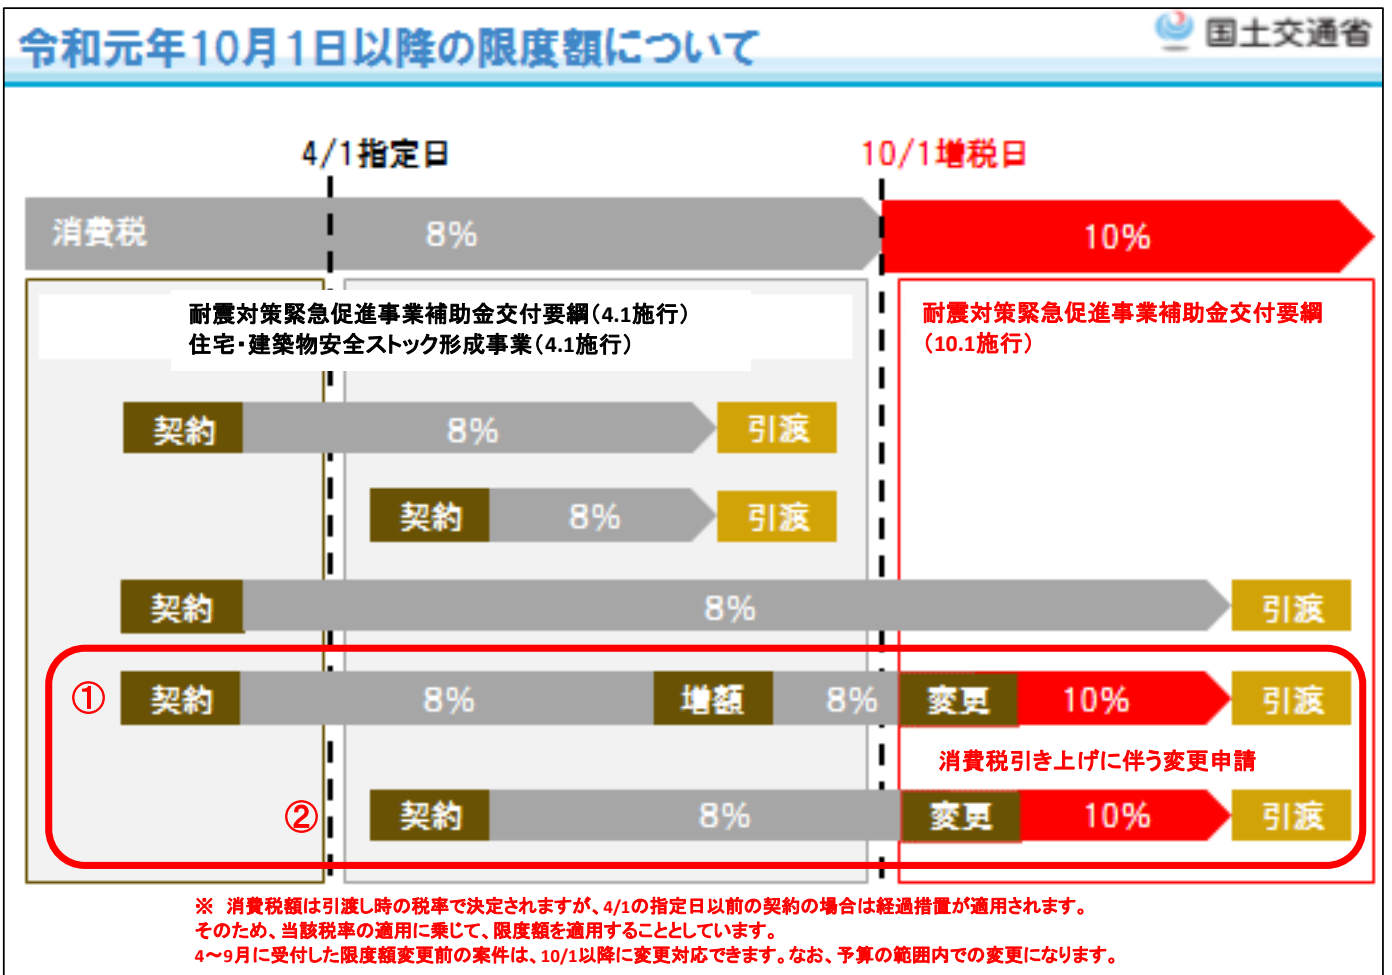 令和元年10月1日以降の限度額について
国土交通省
4/1指定日
10/1増税日
消費税
8%
10%
耐震対策緊急促進事業補助金交付要綱(4.1施行)
住宅・建築物安全ストック形成事業(4.1施行)
耐震対策緊急促進事業補助金交付要綱
(10.1施行)
契約
8%
引渡
契約
8%
引渡
契約
8%
引渡
①
契約
8%
増額
8%
変更
10%
引渡
消費税引き上げに伴う変更申請
②
契約
8%
変更
10%
引渡
※ 消費税額は引渡し時の税率で決定されますが、4/1の指定日以前の契約の場合は経過措置が適用されます。
そのため、当該税率の適用に乗じて、限度額を適用することとしています。
4～9月に受付した限度額変更前の案件は、10/1以降に変更対応できます。なお、予算の範囲内での変更になります。